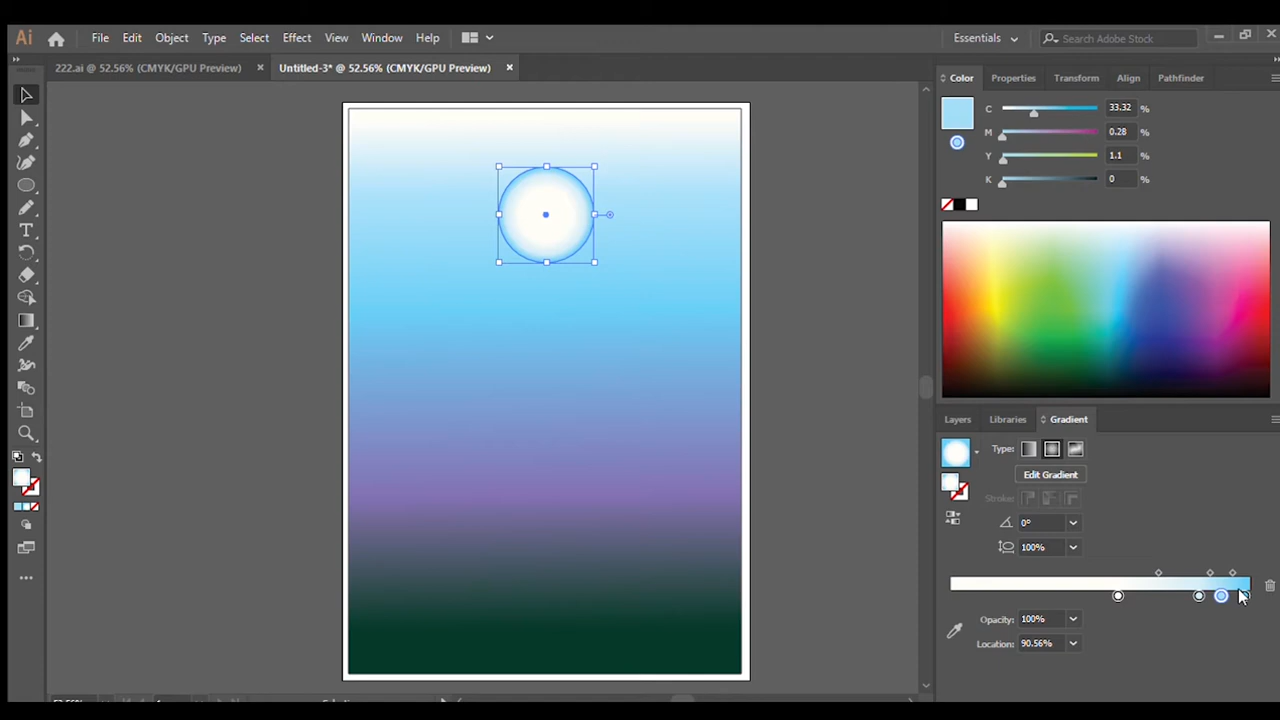 Ai File Edit Object Type Select Effect View Window Help Essentials Search Adobe Stock
222.ai @ 52.56% (CMYK/GPU Preview) × Untitled-3* @ 52.56% (CMYK/GPU Preview) ×
Color Properties Transform Align Pathfinder
C 33.32 %
M 0.28 %
Y 1.1 %
K 0 %
Layers Libraries Gradient
Type:
Edit Gradient
Stroke:
0°
100%
Opacity: 100%
Location: 90.56%